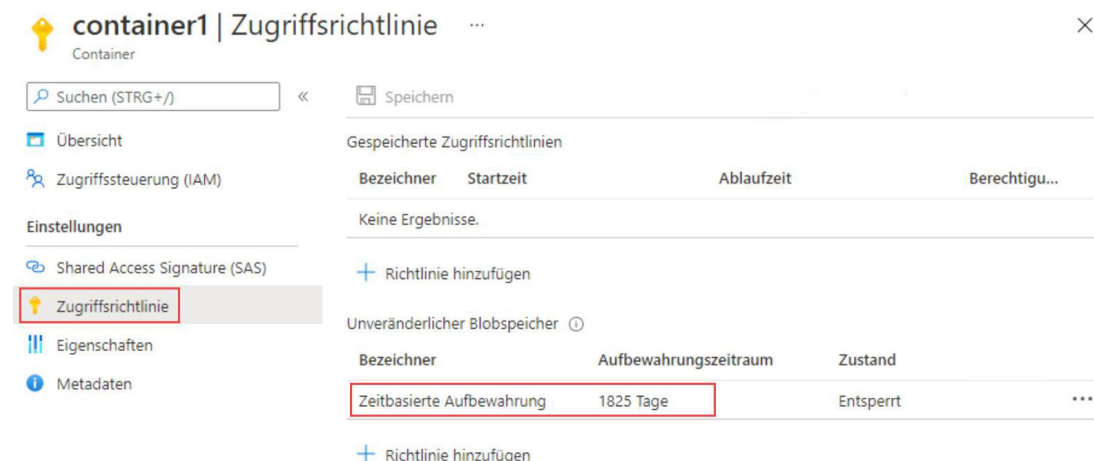 container1 | Zugriffsrichtlinie ...
Container
Suchen (STRG+/) «
Übersicht
Zugriffssteuerung (IAM)
Einstellungen
Shared Access Signature (SAS)
Zugriffsrichtlinie
Eigenschaften
Metadaten
Speichern
Gespeicherte Zugriffsrichtlinien
Bezeichner Startzeit Ablaufzeit Berechtigu...
Keine Ergebnisse.
+ Richtlinie hinzufügen
Unveränderlicher Blobspeicher
Bezeichner Aufbewahrungszeitraum Zustand
Zeitbasierte Aufbewahrung 1825 Tage Entsperrt ...
+ Richtlinie hinzufügen